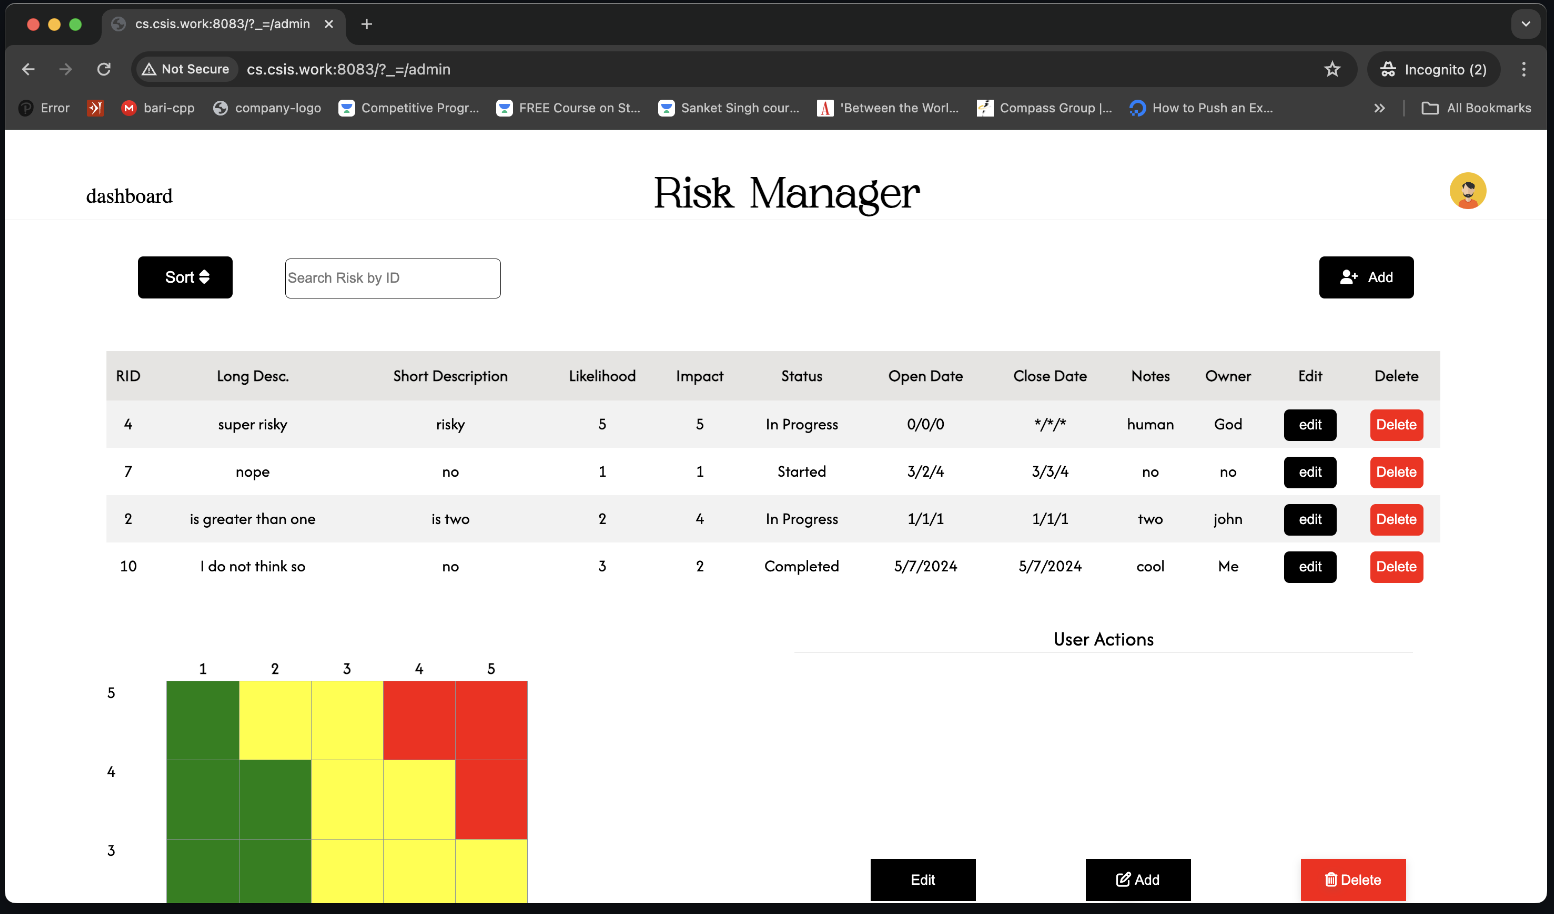 cs.csis.work:8083/?_=/admin
Not Secure cs.csis.work:8083/?_=/admin Incognito (2)
Error bari-cpp company-logo Competitive Progr... FREE Course on St... Sanket Singh cour... 'Between the Worl... Compass Group |... How to Push an Ex... » All Bookmarks
dashboard Risk Manager
Sort Search Risk by ID Add
RID Long Desc. Short Description Likelihood Impact Status Open Date Close Date Notes Owner Edit Delete
4 super risky risky 5 5 In Progress 0/0/0 */*/* human God edit Delete
7 nope no 1 1 Started 3/2/4 3/3/4 no no edit Delete
2 is greater than one is two 2 4 In Progress 1/1/1 1/1/1 two john edit Delete
10 I do not think so no 3 2 Completed 5/7/2024 5/7/2024 cool Me edit Delete
User Actions
1 2 3 4 5
5
4
3
Edit Add Delete